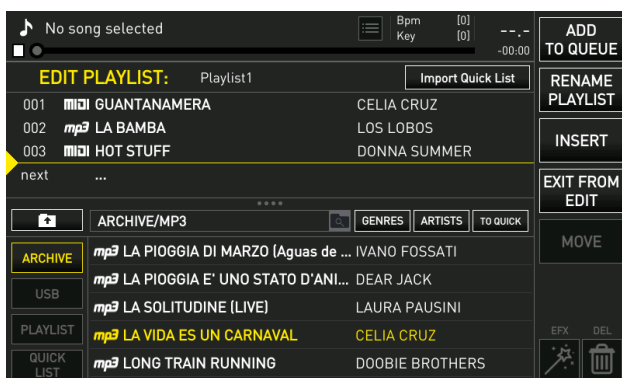 No song selected
Bpm [0]
Key [0]
--.-
-00:00
ADD TO QUEUE
EDIT PLAYLIST: Playlist1 Import Quick List
RENAME PLAYLIST
001 MIDI GUANTANAMERA CELIA CRUZ
002 mp3 LA BAMBA LOS LOBOS
003 MIDI HOT STUFF DONNA SUMMER
INSERT
next ...
EXIT FROM EDIT
ARCHIVE/MP3 GENRES ARTISTS TO QUICK
MOVE
ARCHIVE
mp3 LA PIOGGIA DI MARZO (Aguas de ... IVANO FOSSATI
mp3 LA PIOGGIA E' UNO STATO D'ANI... DEAR JACK
USB
mp3 LA SOLITUDINE (LIVE) LAURA PAUSINI
PLAYLIST
mp3 LA VIDA ES UN CARNAVAL CELIA CRUZ
EFX DEL
QUICK LIST
mp3 LONG TRAIN RUNNING DOOBIE BROTHERS